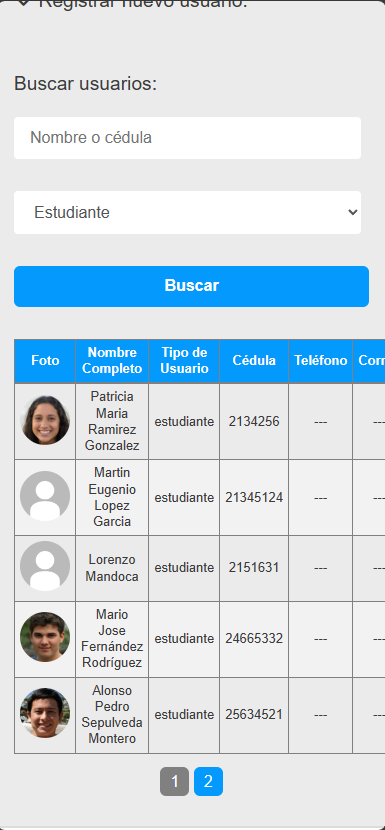 Registrar nuevo usuario:
Buscar usuarios:
Nombre o cédula
Estudiante
Buscar
Foto Nombre Completo Tipo de Usuario Cédula Teléfono Corr
Patricia Maria Ramirez Gonzalez estudiante 2134256 --- ---
Martin Eugenio Lopez Garcia estudiante 21345124 --- ---
Lorenzo Mandoca estudiante 2151631 --- ---
Mario Jose Fernández Rodríguez estudiante 24665332 --- ---
Alonso Pedro Sepulveda Montero estudiante 25634521 --- ---
1 2